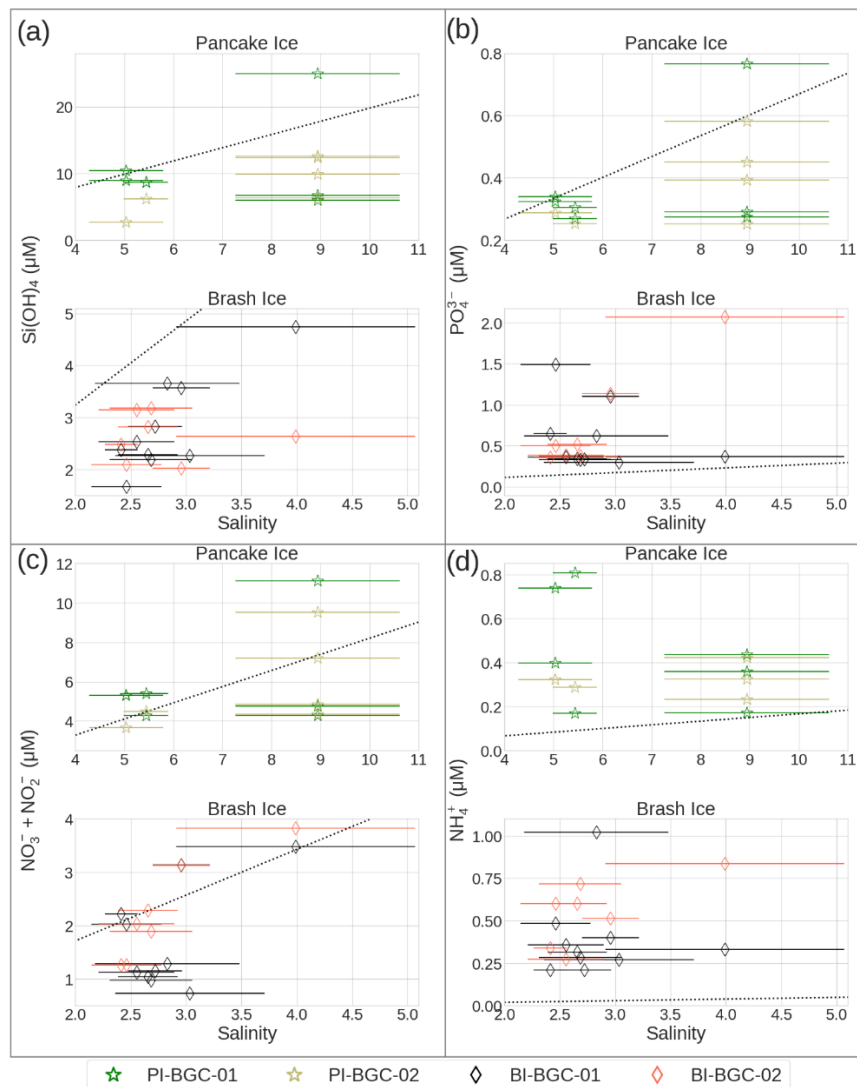 (a)
Pancake Ice
20
10
0
4 5 6 7 8 9 10 11
Si(OH)4 (μM)
Brash Ice
5
4
3
2
2.0 2.5 3.0 3.5 4.0 4.5 5.0
Salinity
(b)
Pancake Ice
0.8
0.6
0.4
0.2
4 5 6 7 8 9 10 11
PO4^3− (μM)
Brash Ice
2.0
1.5
1.0
0.5
0.0
2.0 2.5 3.0 3.5 4.0 4.5 5.0
Salinity
(c)
Pancake Ice
12
10
8
6
4
4 5 6 7 8 9 10 11
NO3^− + NO2^− (μM)
Brash Ice
4
3
2
1
2.0 2.5 3.0 3.5 4.0 4.5 5.0
Salinity
(d)
Pancake Ice
0.8
0.6
0.4
0.2
0.0
4 5 6 7 8 9 10 11
NH4^+ (μM)
Brash Ice
1.00
0.75
0.50
0.25
0.00
2.0 2.5 3.0 3.5 4.0 4.5 5.0
Salinity
PI-BGC-01 PI-BGC-02 BI-BGC-01 BI-BGC-02